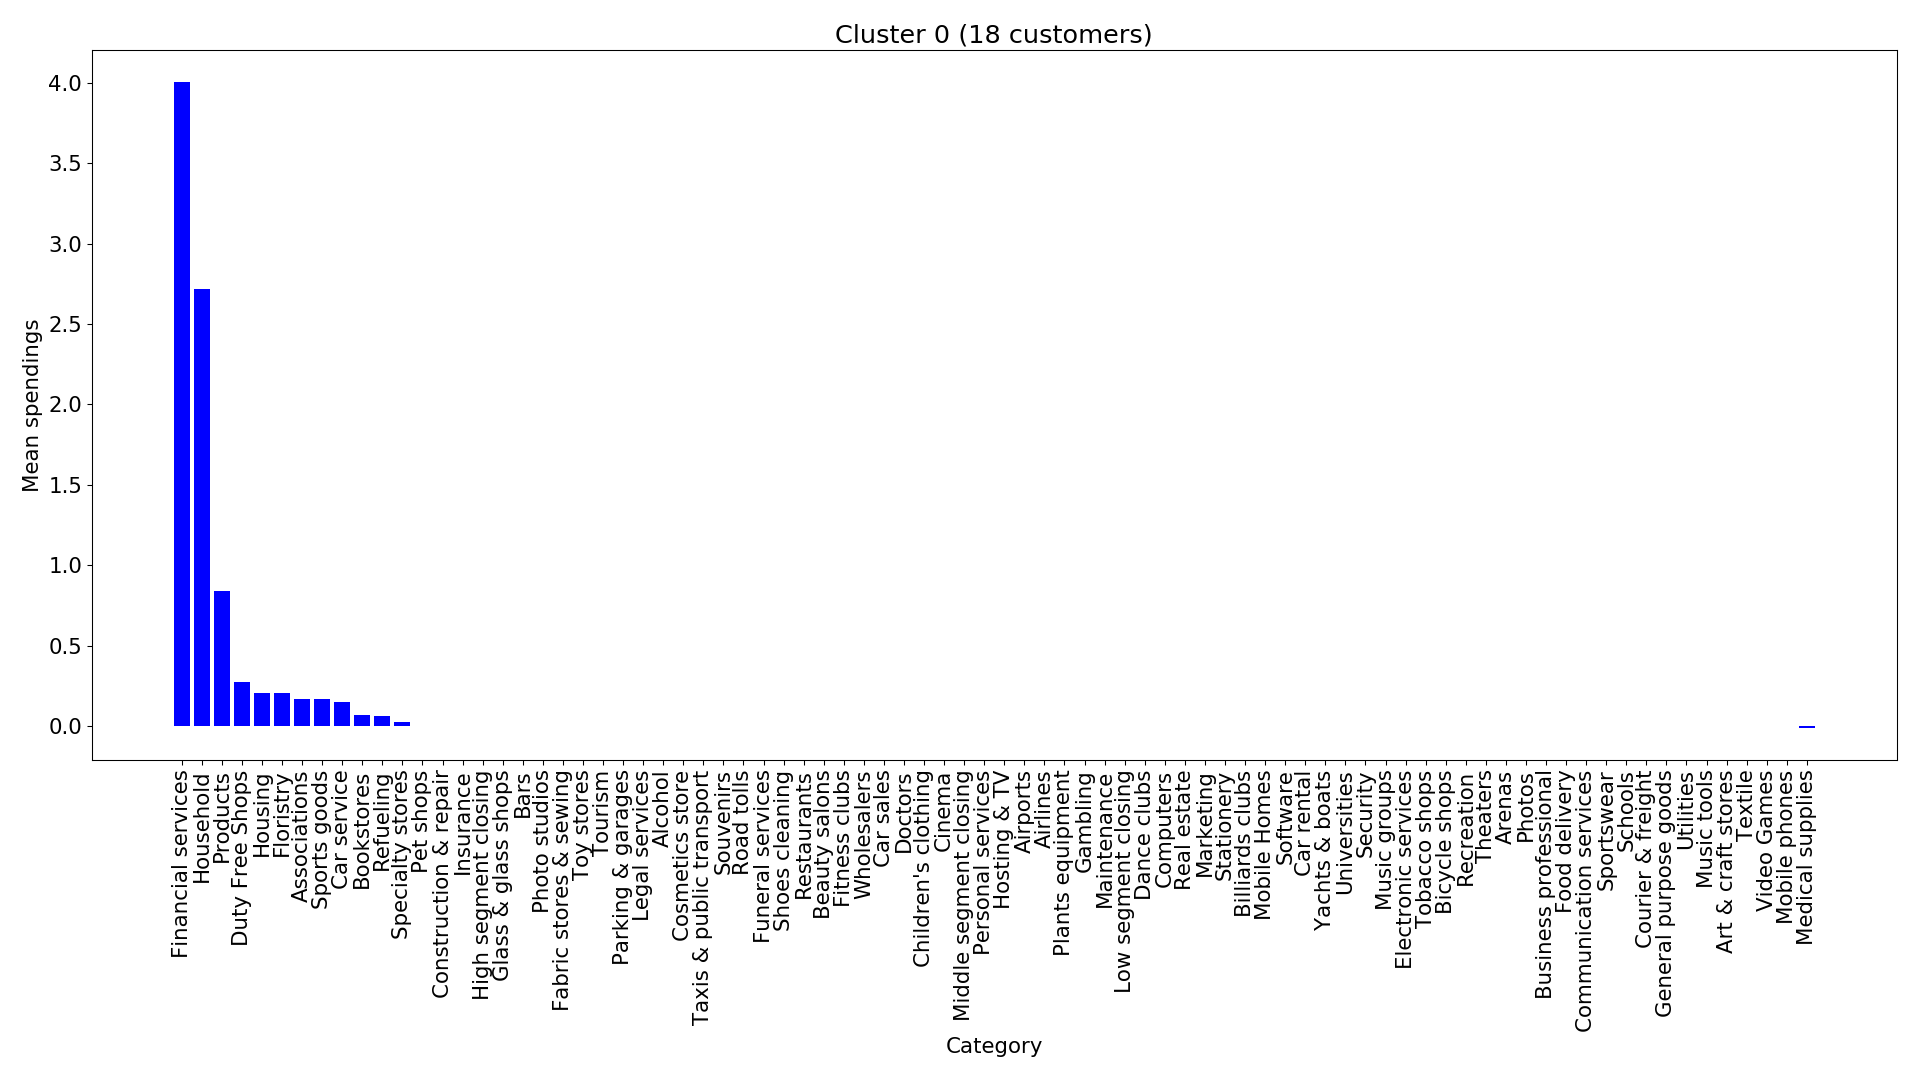 Cluster 0 (18 customers)
Mean spendings
4.0
3.5
3.0
2.5
2.0
1.5
1.0
0.5
0.0
Financial services
Household
Products
Duty Free Shops
Housing
Floristry
Associations
Sports goods
Car service
Bookstores
Refueling
Specialty stores
Pet shops
Construction & repair
Insurance
High segment closing
Glass & glass shops
Bars
Photo studios
Fabric stores & sewing
Toy stores
Tourism
Parking & garages
Legal services
Alcohol
Cosmetics store
Taxis & public transport
Souvenirs
Road tolls
Funeral services
Shoes cleaning
Restaurants
Beauty salons
Fitness clubs
Wholesalers
Car sales
Doctors
Children's clothing
Cinema
Middle segment closing
Personal services
Hosting & TV
Airports
Airlines
Plants equipment
Gambling
Maintenance
Low segment closing
Dance clubs
Computers
Real estate
Marketing
Stationery
Billiards clubs
Mobile Homes
Software
Car rental
Yachts & boats
Universities
Security
Music groups
Electronic services
Tobacco shops
Bicycle shops
Recreation
Theaters
Arenas
Photos
Business professional
Food delivery
Communication services
Sportswear
Schools
Courier & freight
General purpose goods
Utilities
Music tools
Art & craft stores
Textile
Video Games
Mobile phones
Medical supplies
Category